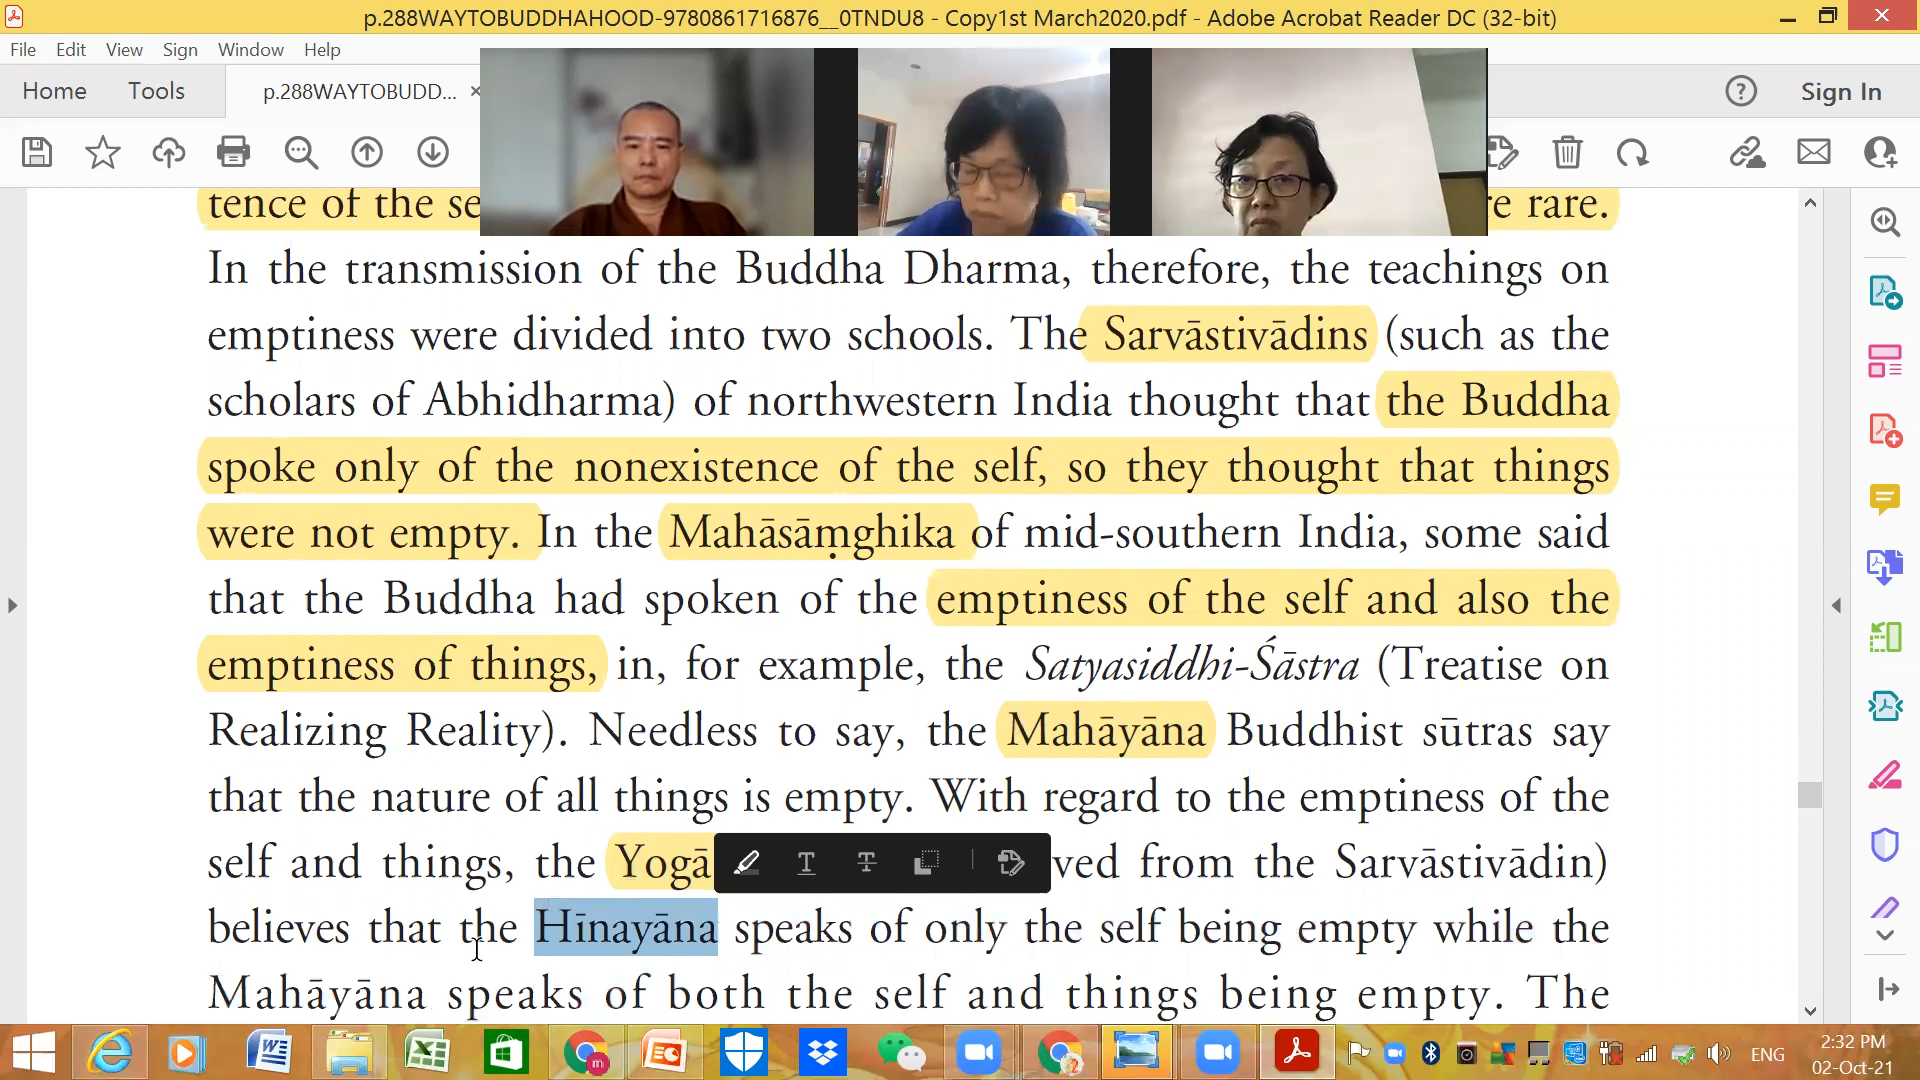 p.288WAYTOBUDDHAHOOD-9780861716876__0TNDU8 - Copy1st March2020.pdf - Adobe Acrobat Reader DC (32-bit)
File Edit View Sign Window Help
Home Tools p.288WAYTOBUDD... × ? Sign In
tence of the se e rare.
In the transmission of the Buddha Dharma, therefore, the teachings on
emptiness were divided into two schools. The Sarvāstivādins (such as the
scholars of Abhidharma) of northwestern India thought that the Buddha
spoke only of the nonexistence of the self, so they thought that things
were not empty. In the Mahāsāṃghika of mid-southern India, some said
that the Buddha had spoken of the emptiness of the self and also the
emptiness of things, in, for example, the Satyasiddhi-Śāstra (Treatise on
Realizing Reality). Needless to say, the Mahāyāna Buddhist sūtras say
that the nature of all things is empty. With regard to the emptiness of the
self and things, the Yogā ved from the Sarvāstivādin)
believes that the Hīnayāna speaks of only the self being empty while the
Mahāyāna speaks of both the self and things being empty. The
ENG
2:32 PM
02-Oct-21